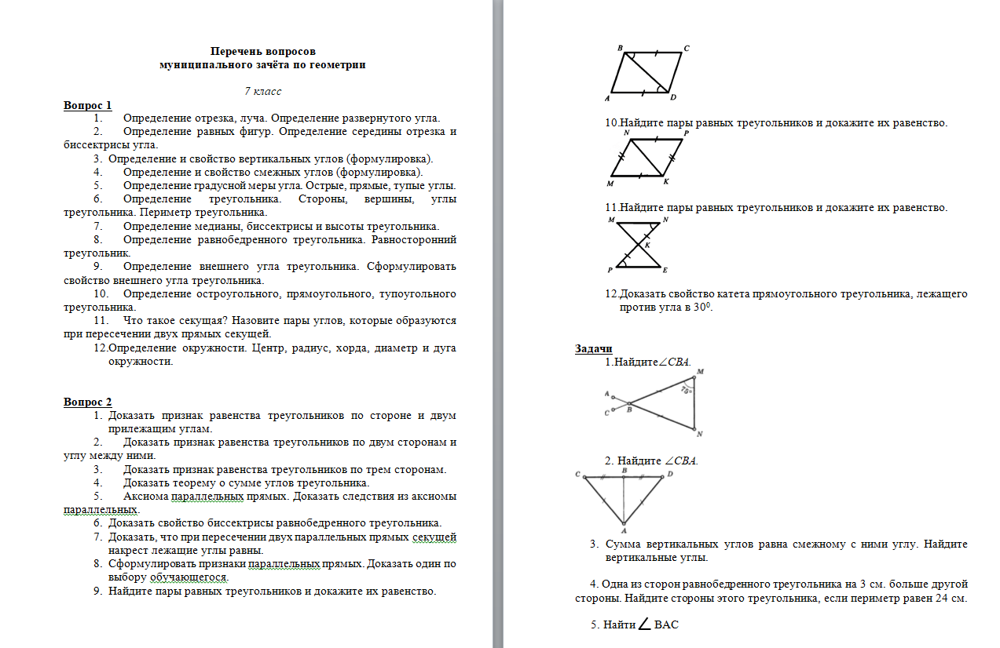 Перечень вопросов
муниципального зачёта по геометрии
7 класс
Вопрос 1
1. Определение отрезка, луча. Определение развернутого угла.
2. Определение равных фигур. Определение середины отрезка и
биссектрисы угла.
3. Определение и свойство вертикальных углов (формулировка).
4. Определение и свойство смежных углов (формулировка).
5. Определение градусной меры угла. Острые, прямые, тупые углы.
6. Определение треугольника. Стороны, вершины, углы
треугольника. Периметр треугольника.
7. Определение медианы, биссектрисы и высоты треугольника.
8. Определение равнобедренного треугольника. Равносторонний
треугольник.
9. Определение внешнего угла треугольника. Сформулировать
свойство внешнего угла треугольника.
10. Определение остроугольного, прямоугольного, тупоугольного
треугольника.
11. Что такое секущая? Назовите пары углов, которые образуются
при пересечении двух прямых секущей.
12.Определение окружности. Центр, радиус, хорда, диаметр и дуга
окружности.
Вопрос 2
1. Доказать признак равенства треугольников по стороне и двум
прилежащим углам.
2. Доказать признак равенства треугольников по двум сторонам и
углу между ними.
3. Доказать признак равенства треугольников по трем сторонам.
4. Доказать теорему о сумме углов треугольника.
5. Аксиома параллельных прямых. Доказать следствия из аксиомы
параллельных.
6. Доказать свойство биссектрисы равнобедренного треугольника.
7. Доказать, что при пересечении двух параллельных прямых секущей
накрест лежащие углы равны.
8. Сформулировать признаки параллельных прямых. Доказать один по
выбору обучающегося.
9. Найдите пары равных треугольников и докажите их равенство.
B C
A D
10.Найдите пары равных треугольников и докажите их равенство.
N P
M K
11.Найдите пары равных треугольников и докажите их равенство.
M N
K
P E
12.Доказать свойство катета прямоугольного треугольника, лежащего
против угла в 30⁰.
Задачи
1.Найдите∠CBA.
M
75°
A
C B
N
2. Найдите ∠CBA.
C B D
A
3. Сумма вертикальных углов равна смежному с ними углу. Найдите
вертикальные углы.
4. Одна из сторон равнобедренного треугольника на 3 см. больше другой
стороны. Найдите стороны этого треугольника, если периметр равен 24 см.
5. Найти ∠ BAC